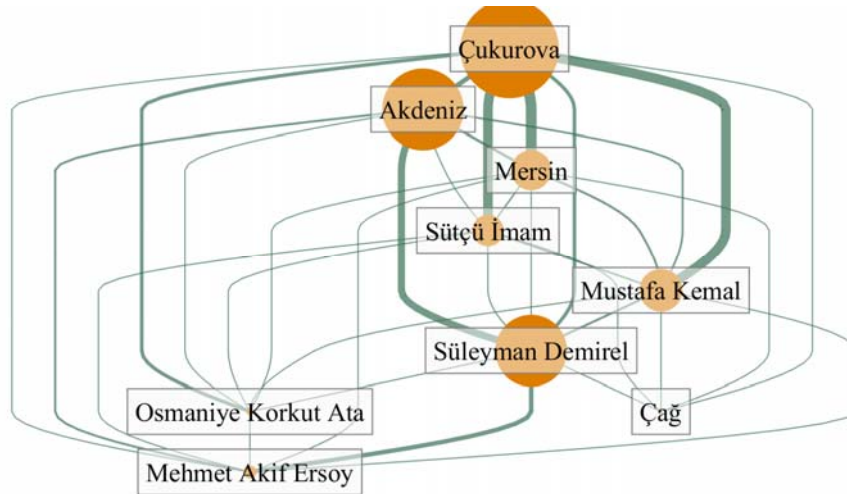 Çukurova
Akdeniz
Mersin
Sütçü İmam
Mustafa Kemal
Süleyman Demirel
Osmaniye Korkut Ata
Çağ
Mehmet Akif Ersoy